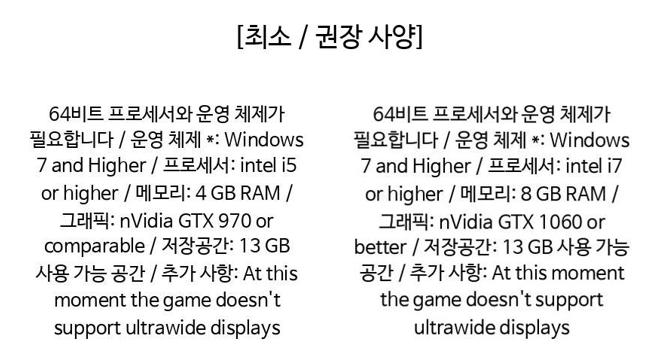 [최소 / 권장 사양]
64비트 프로세서와 운영 체제가
필요합니다 / 운영 체제 *: Windows
7 and Higher / 프로세서: intel i5
or higher / 메모리: 4 GB RAM /
그래픽: nVidia GTX 970 or
comparable / 저장공간: 13 GB
사용 가능 공간 / 추가 사항: At this
moment the game doesn't
support ultrawide displays
64비트 프로세서와 운영 체제가
필요합니다 / 운영 체제 *: Windows
7 and Higher / 프로세서: intel i7
or higher / 메모리: 8 GB RAM /
그래픽: nVidia GTX 1060 or
better / 저장공간: 13 GB 사용 가능
공간 / 추가 사항: At this moment
the game doesn't support
ultrawide displays